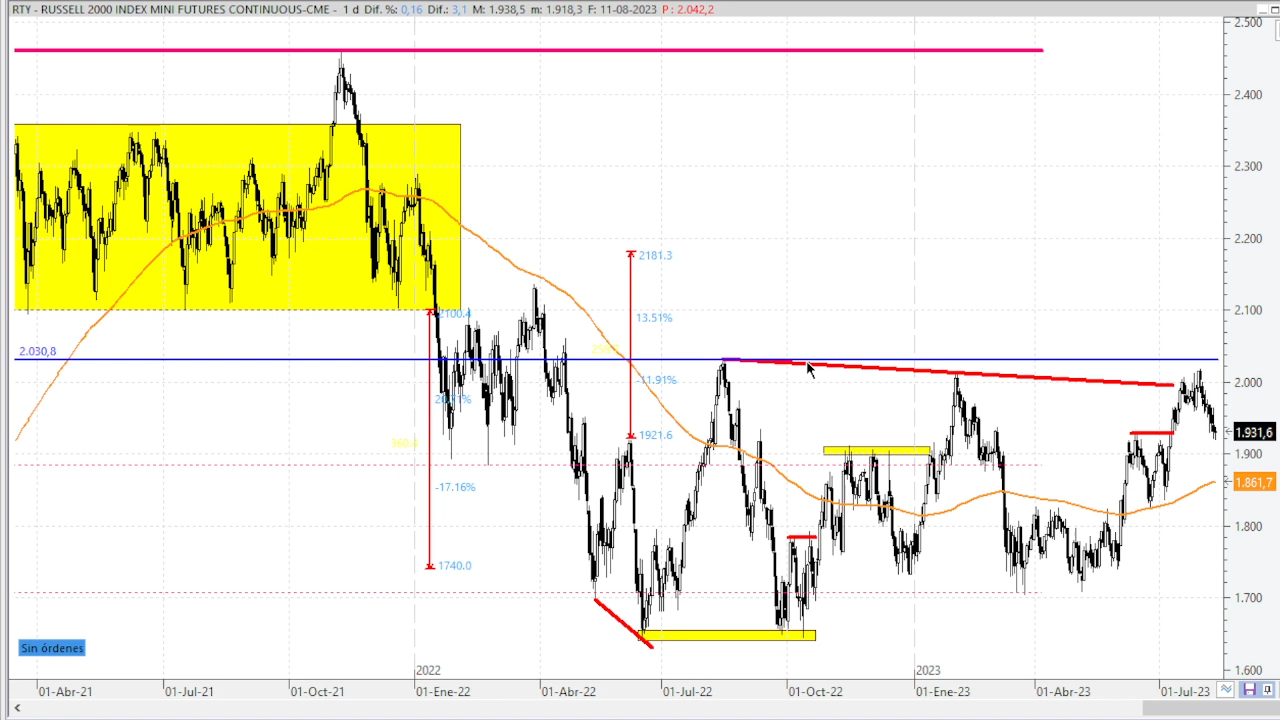 RTY - RUSSELL 2000 INDEX MINI FUTURES CONTINUOUS-CME - 1 d Dif. %: 0,16 Dif.: 3,1 M: 1.938,5 m: 1.918,3 F: 11-08-2023 P : 2.042,2
2.500
2.400
2.300
2.200
2181.3
2100.4
13.51%
2.100
2.030,8
-11.91%
2.000
1921.6
1.931,6
1.900
-17.16%
1.861,7
1.800
1740.0
1.700
Sin órdenes
1.600
2022
2023
01-Abr-21
01-Jul-21
01-Oct-21
01-Ene-22
01-Abr-22
01-Jul-22
01-Oct-22
01-Ene-23
01-Abr-23
01-Jul-23